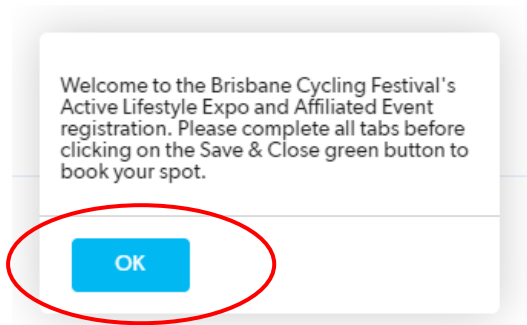 Welcome to the Brisbane Cycling Festival's
Active Lifestyle Expo and Affiliated Event
registration. Please complete all tabs before
clicking on the Save & Close green button to
book your spot.
OK